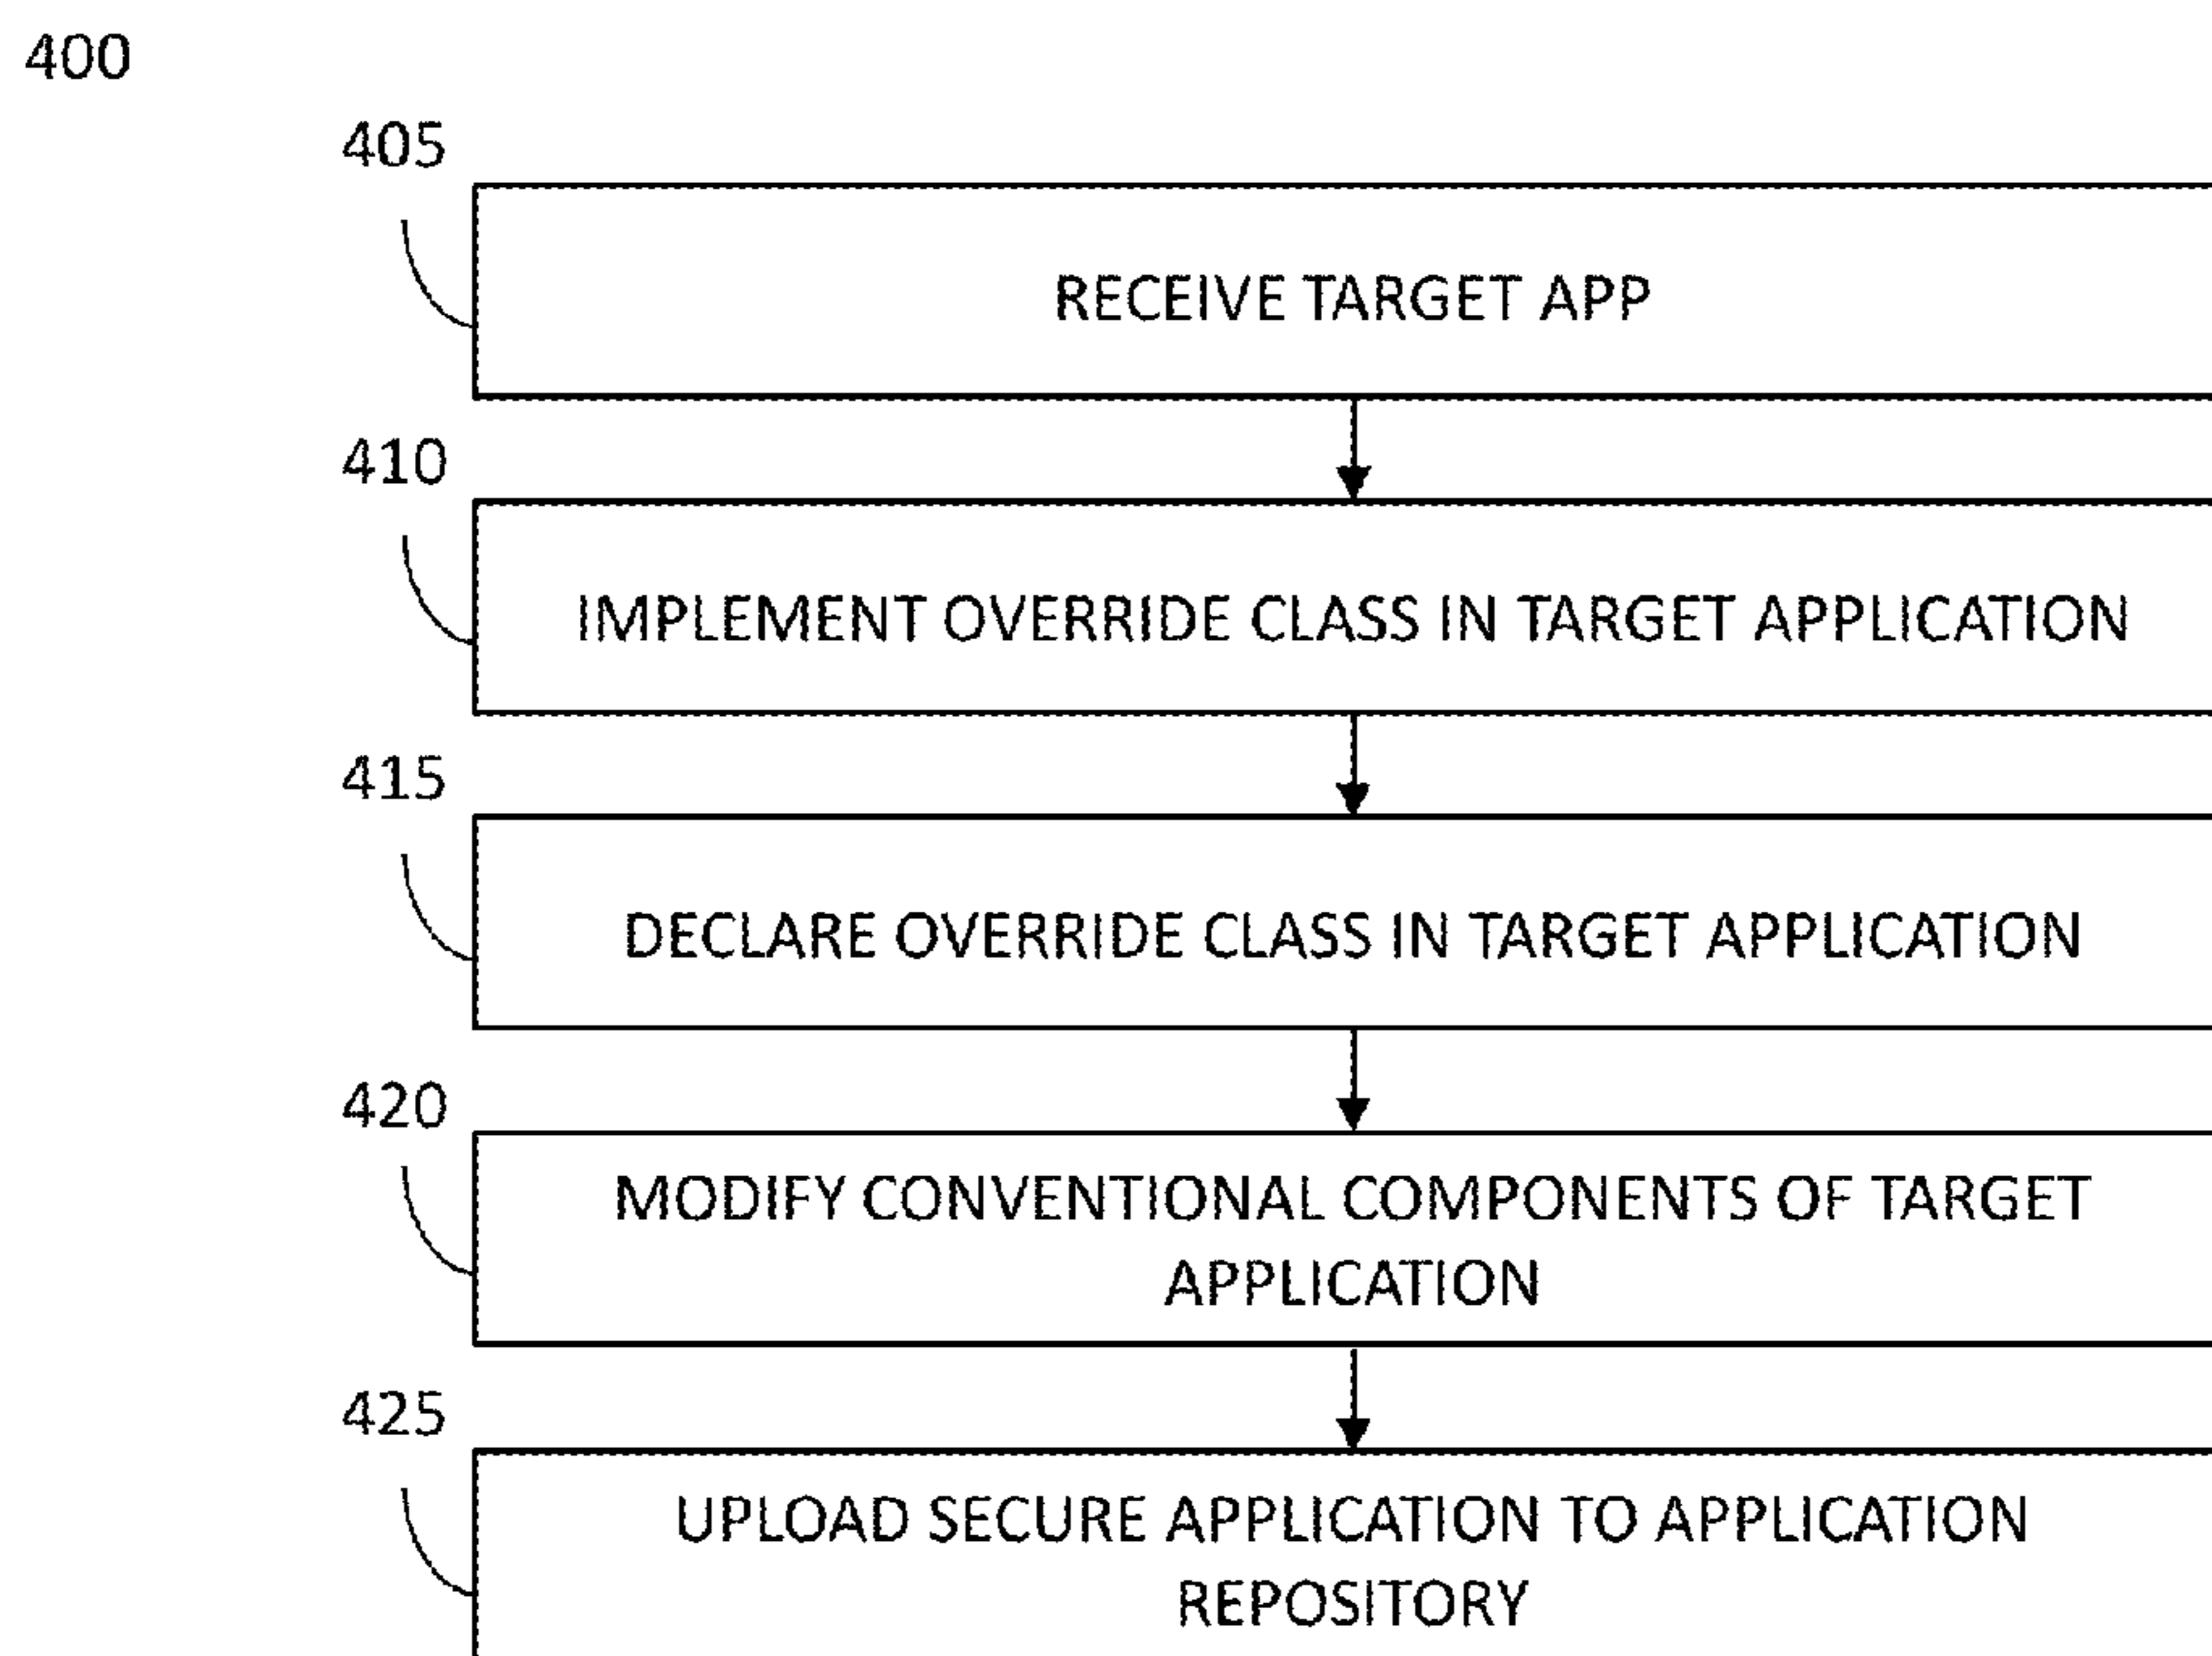 400
405
RECEIVE TARGET APP
410
IMPLEMENT OVERRIDE CLASS IN TARGET APPLICATION
415
DECLARE OVERRIDE CLASS IN TARGET APPLICATION
420
MODIFY CONVENTIONAL COMPONENTS OF TARGET
APPLICATION
425
UPLOAD SECURE APPLICATION TO APPLICATION
REPOSITORY